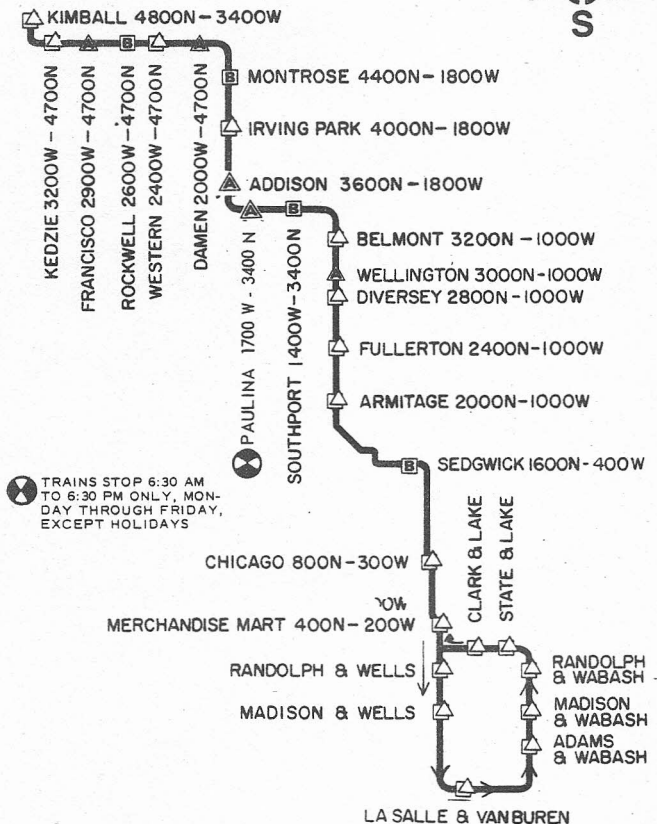 S
KIMBALL 4800N-3400W
KEDZIE 3200W-4700N
FRANCISCO 2900W-4700N
ROCKWELL 2600W-4700N
WESTERN 2400W-4700N
DAMEN 2000W-4700N
B MONTROSE 4400N-1800W
IRVING PARK 4000N-1800W
A ADDISON 3600N-1800W
A
B
B
PAULINA 1700 W-3400 N
SOUTHPORT 1400W-3400N
BELMONT 3200N-1000W
WELLINGTON 3000N-1000W
DIVERSEY 2800N-1000W
FULLERTON 2400N-1000W
ARMITAGE 2000N-1000W
B SEDGWICK 1600N-400W
TRAINS STOP 6:30 AM
TO 6:30 PM ONLY, MON-
DAY THROUGH FRIDAY,
EXCEPT HOLIDAYS
CHICAGO 800N-300W
CLARK & LAKE
STATE & LAKE
MERCHANDISE MART 400N-200W
RANDOLPH & WELLS
MADISON & WELLS
RANDOLPH
& WABASH
MADISON
& WABASH
ADAMS
& WABASH
LA SALLE & VAN BUREN